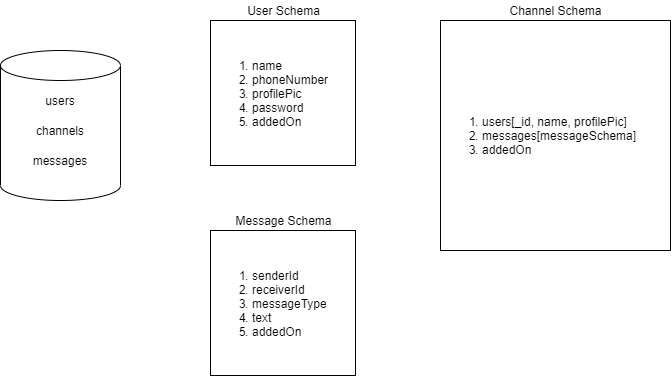 users
channels
messages
User Schema
1. name
2. phoneNumber
3. profilePic
4. password
5. addedOn
Message Schema
1. senderId
2. receiverId
3. messageType
4. text
5. addedOn
Channel Schema
1. users[_id, name, profilePic]
2. messages[messageSchema]
3. addedOn